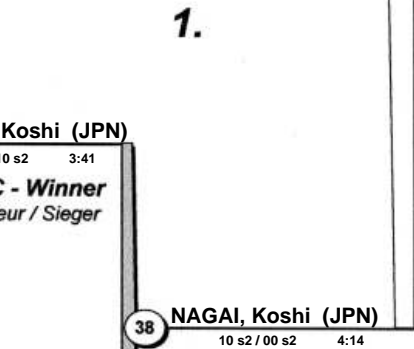 1.
Koshi (JPN)
10 s2 3:41
- Winner
/ Sieger
NAGAI, Koshi (JPN)
38
10 s2 / 00 s2 4:14